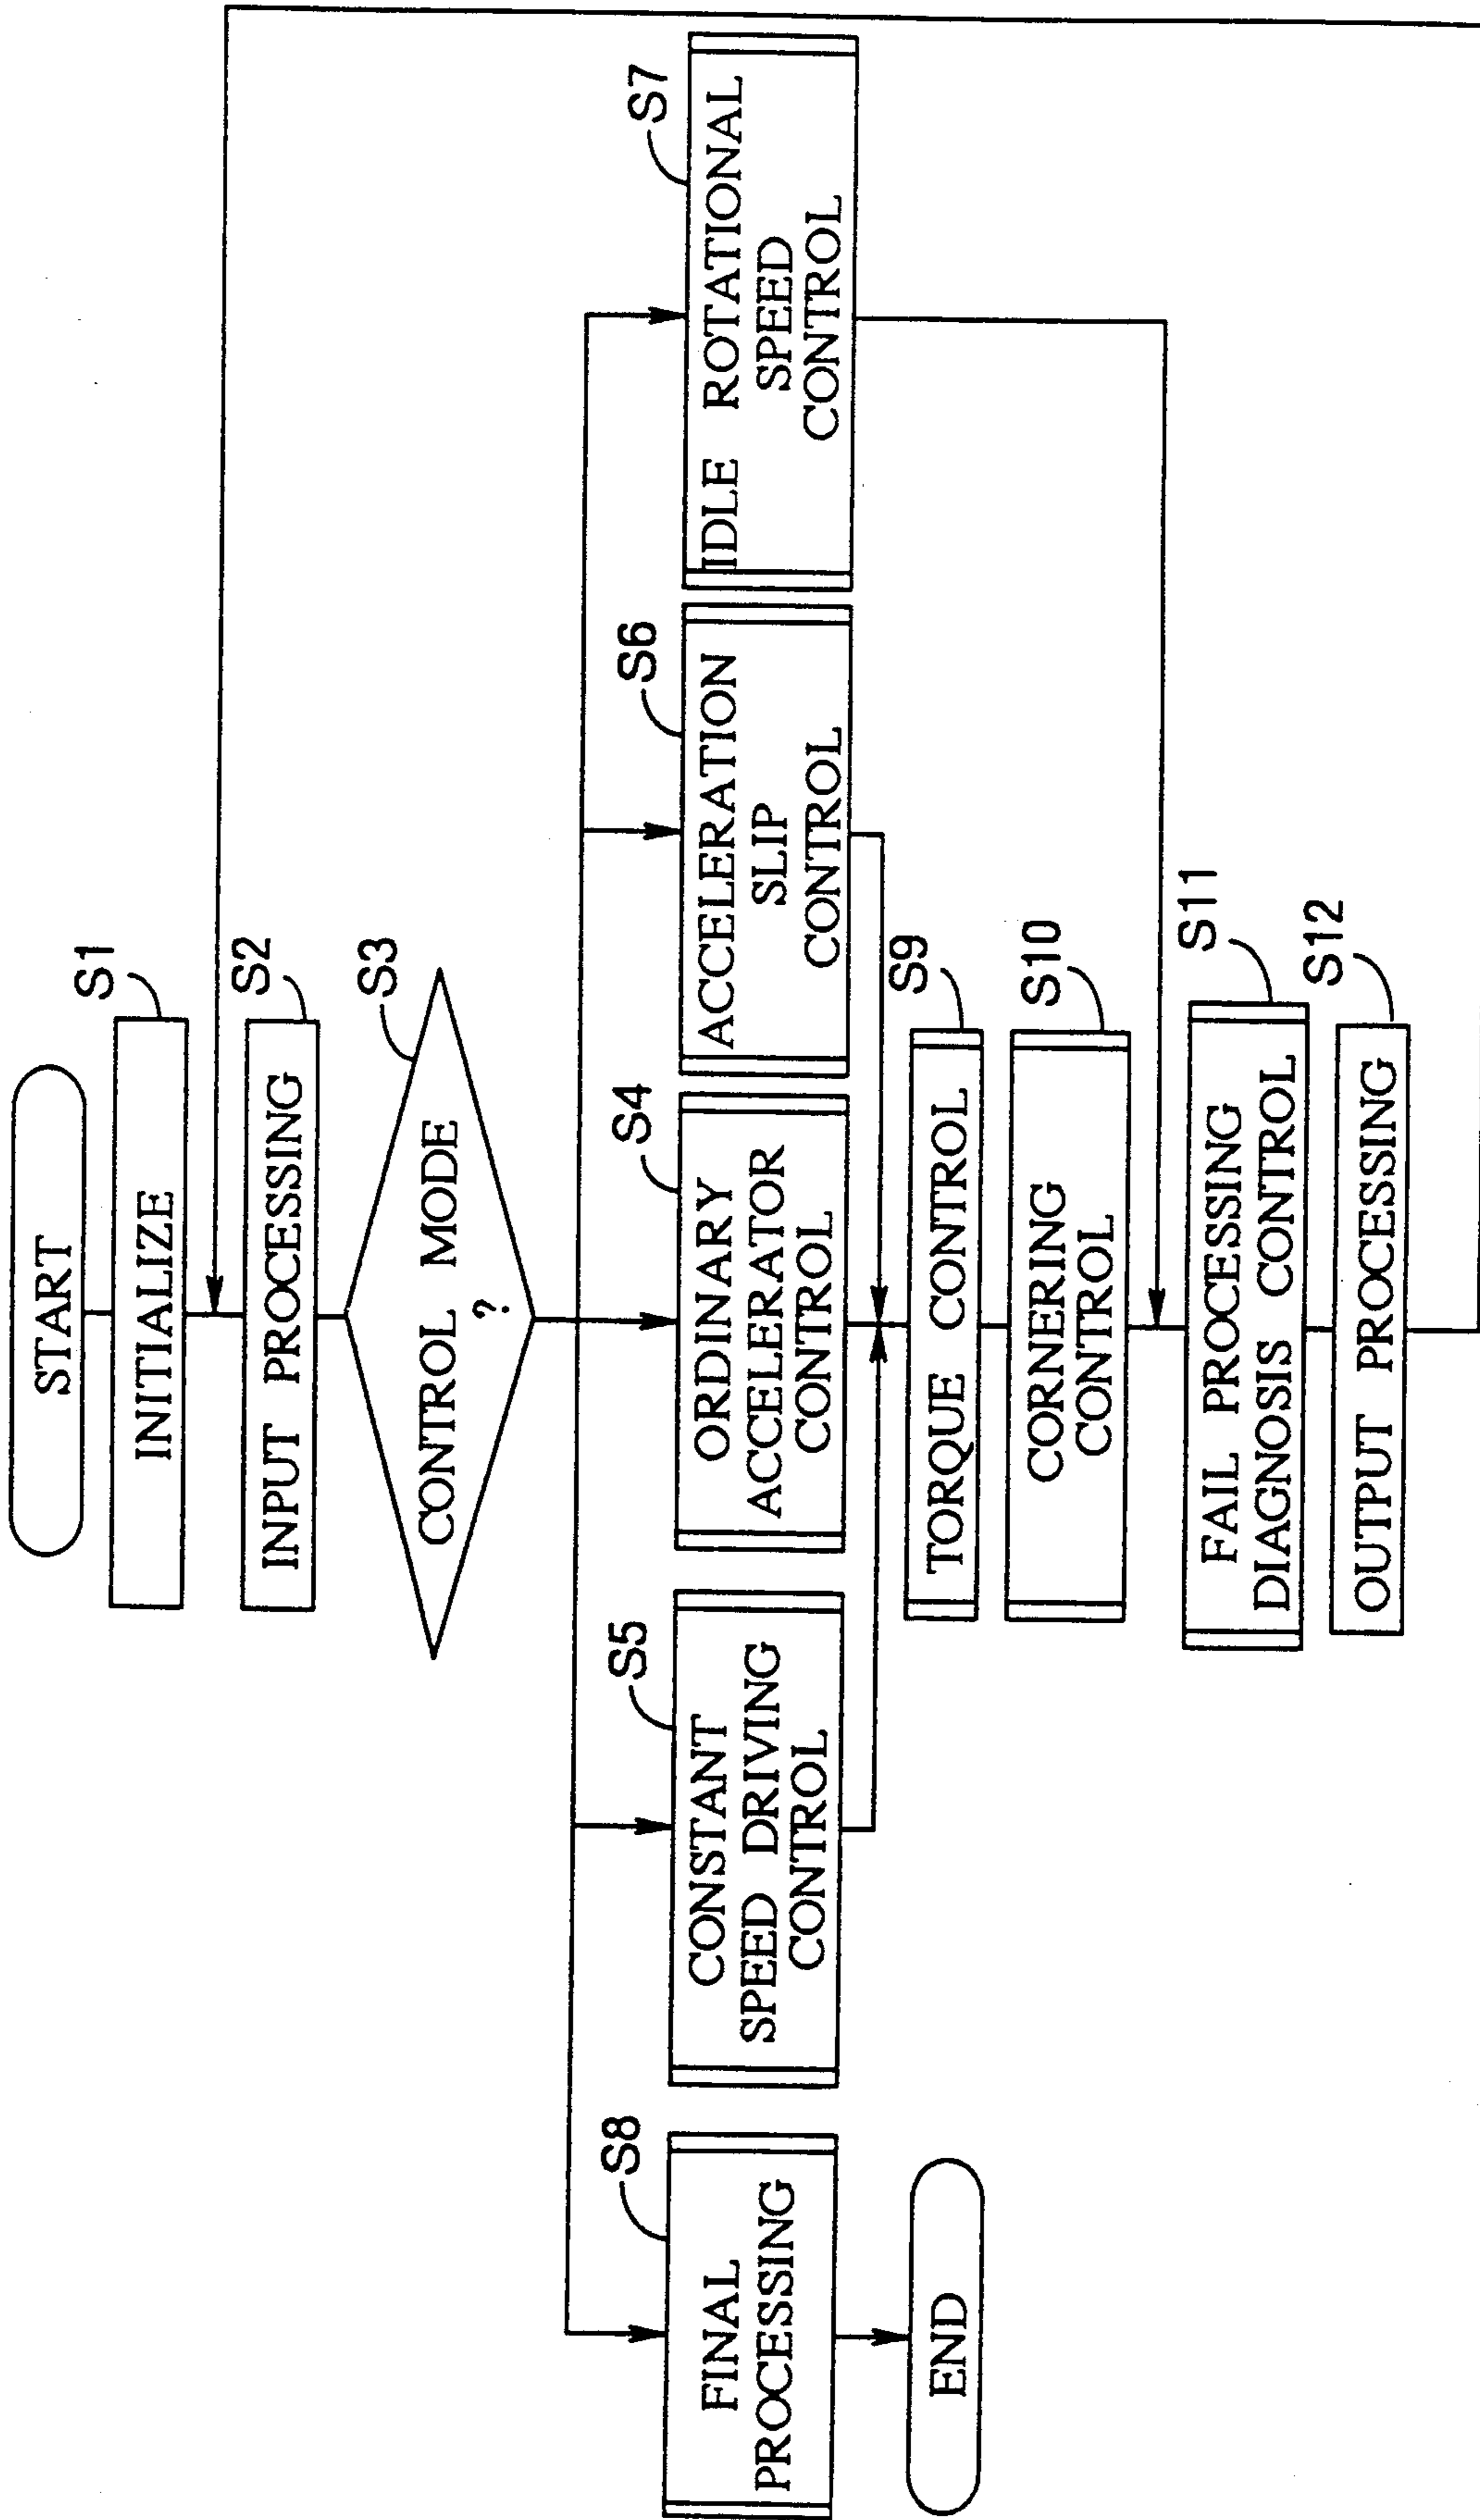 START
S1
INITIALIZE
S2
INPUT PROCESSING
S3
CONTROL MODE
?
S8
FINAL
PROCESSING
S5
CONSTANT
SPEED DRIVING
CONTROL
S4
ORDINARY
ACCELERATOR
CONTROL
S6
ACCELERATION
SLIP
CONTROL
S7
IDLE ROTATIONAL
SPEED
CONTROL
END
S9
TORQUE CONTROL
S10
CORNERING
CONTROL
S11
FAIL PROCESSING
DIAGNOSIS CONTROL
S12
OUTPUT PROCESSING